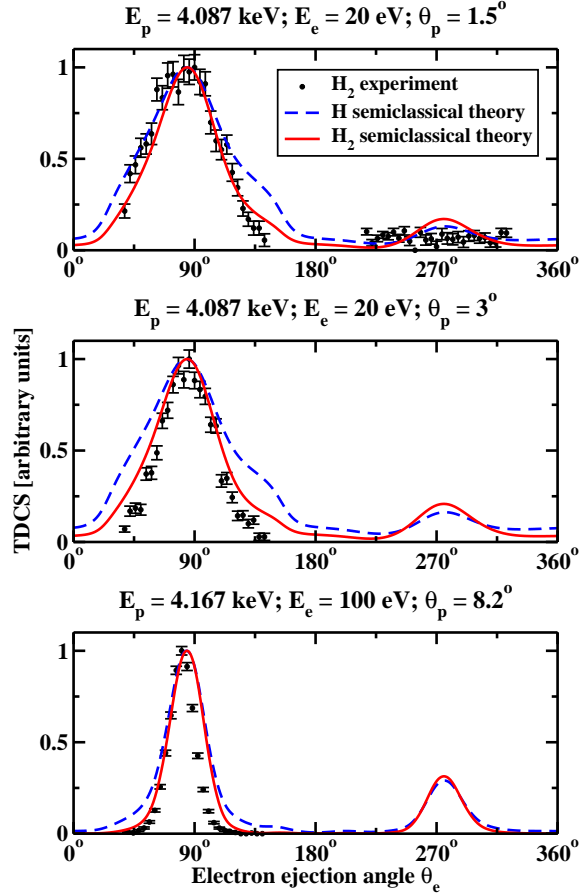 E_p = 4.087 keV; E_e = 20 eV; θ_p = 1.5°
H_2 experiment
H semiclassical theory
H_2 semiclassical theory
1
0.5
0
0° 90° 180° 270° 360°
E_p = 4.087 keV; E_e = 20 eV; θ_p = 3°
TDCS [arbitrary units]
1
0.5
0
0° 90° 180° 270° 360°
E_p = 4.167 keV; E_e = 100 eV; θ_p = 8.2°
1
0.5
0
0° 90° 180° 270° 360°
Electron ejection angle θ_e